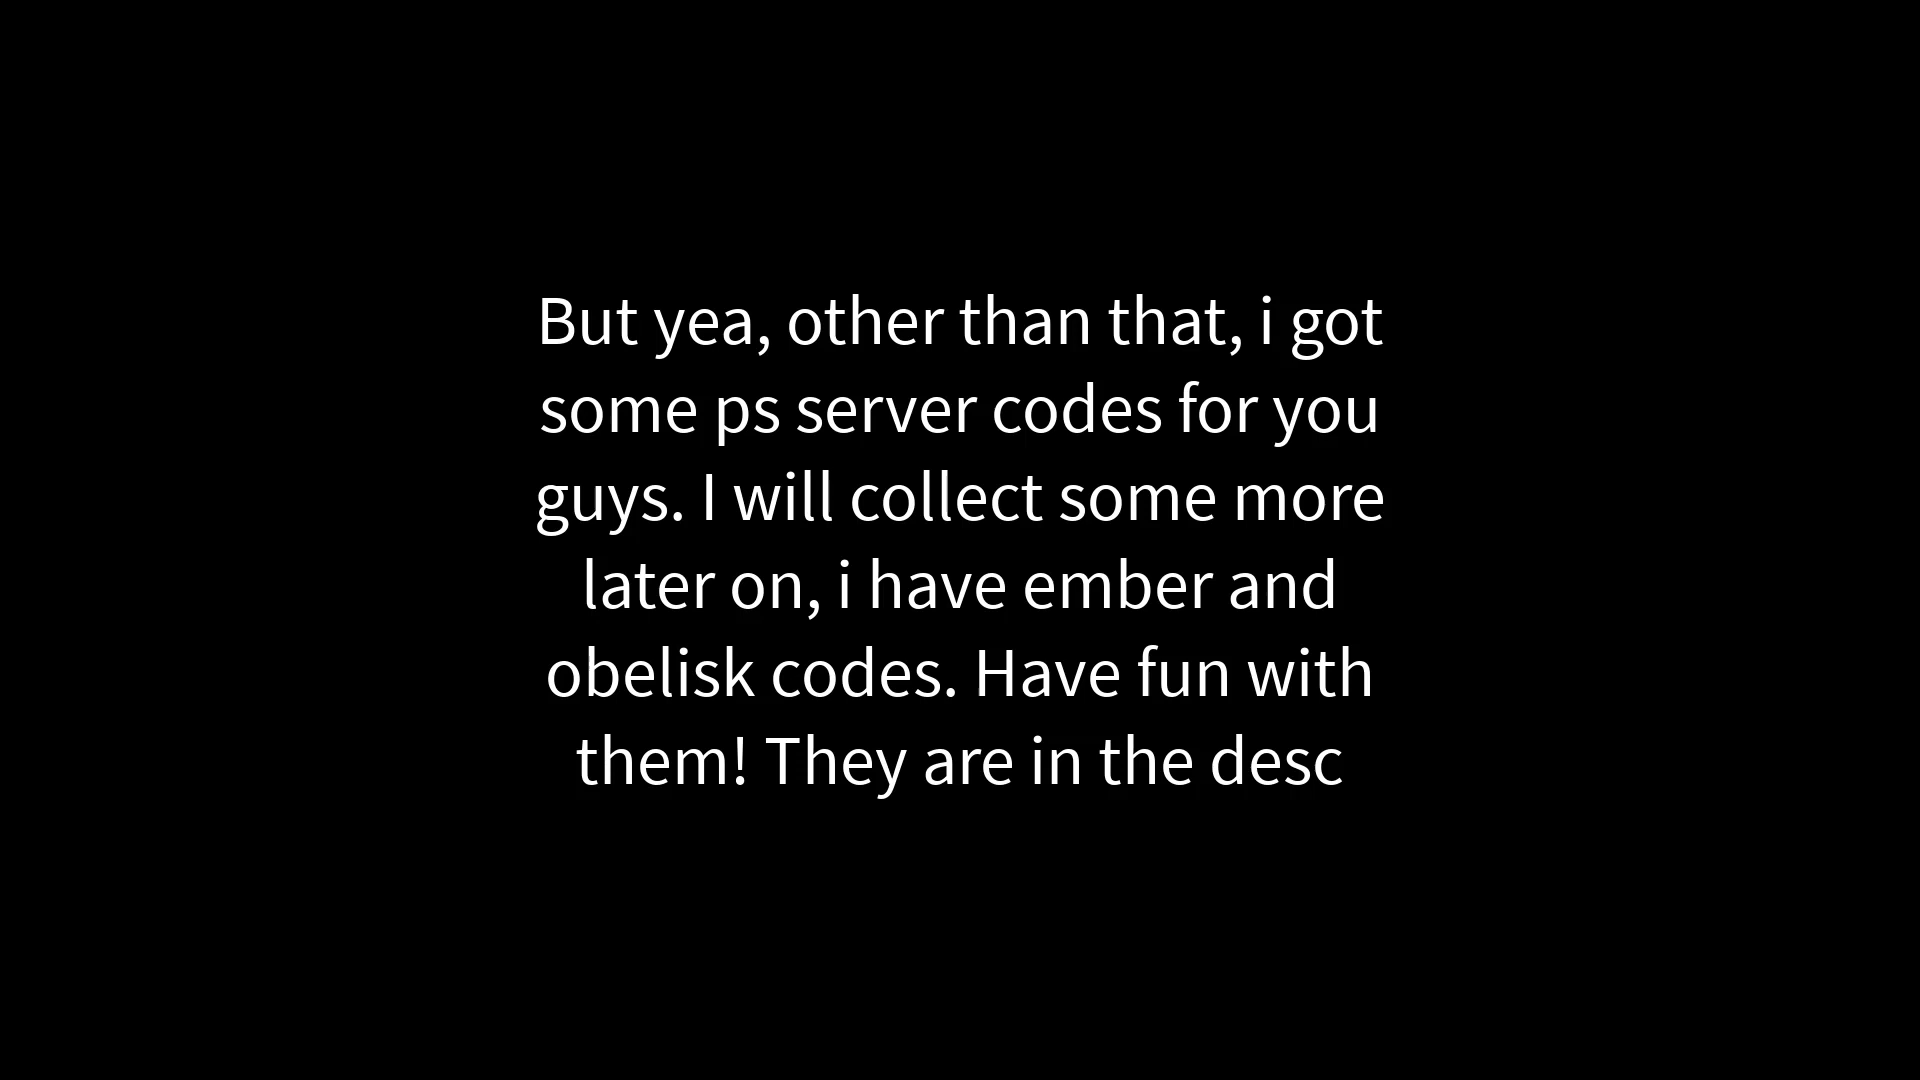 But yea, other than that, i got
some ps server codes for you
guys. I will collect some more
later on, i have ember and
obelisk codes. Have fun with
them! They are in the desc